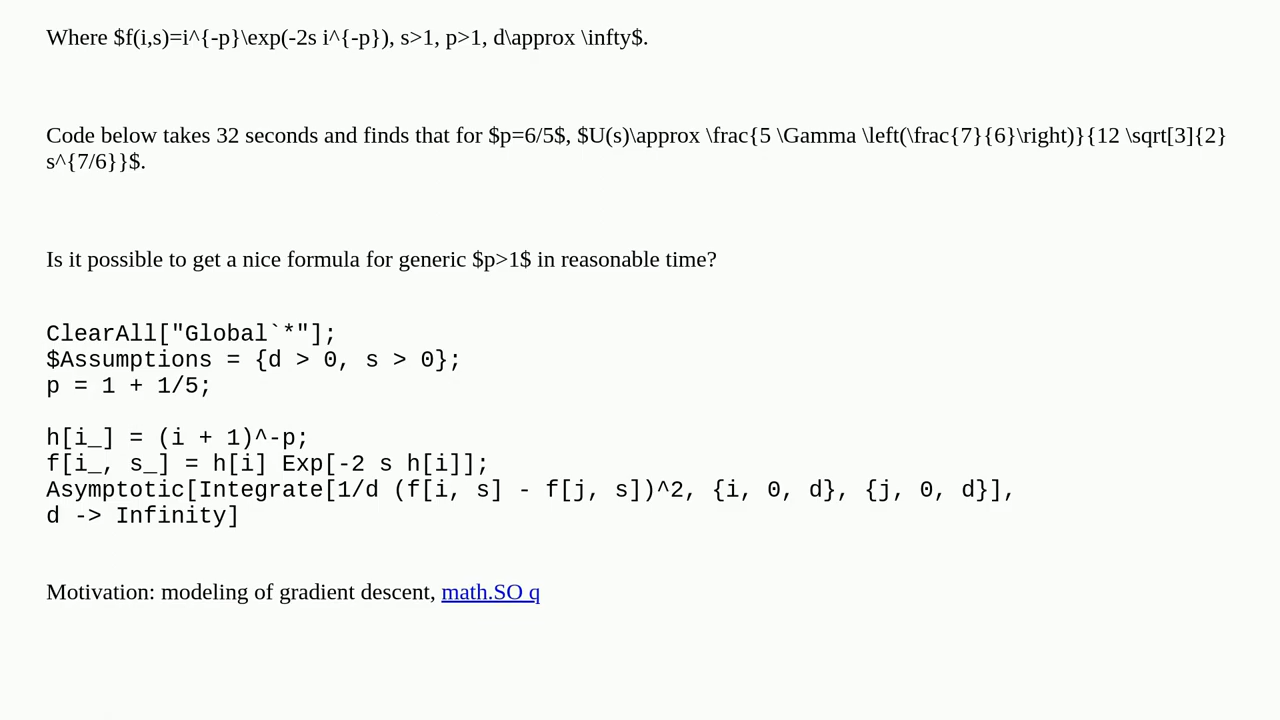 Where $f(i,s)=i^{-p}\exp(-2s i^{-p}), s>1, p>1, d\approx \infty$.
Code below takes 32 seconds and finds that for $p=6/5$, $U(s)\approx \frac{5 \Gamma \left(\frac{7}{6}\right)}{12 \sqrt[3]{2}
s^{7/6}}$.
Is it possible to get a nice formula for generic $p>1$ in reasonable time?
ClearAll["Global`*"];
$Assumptions = {d > 0, s > 0};
p = 1 + 1/5;
h[i_] = (i + 1)^-p;
f[i_, s_] = h[i] Exp[-2 s h[i]];
Asymptotic[Integrate[1/d (f[i, s] - f[j, s])^2, {i, 0, d}, {j, 0, d}],
d -> Infinity]
Motivation: modeling of gradient descent, math.SO q